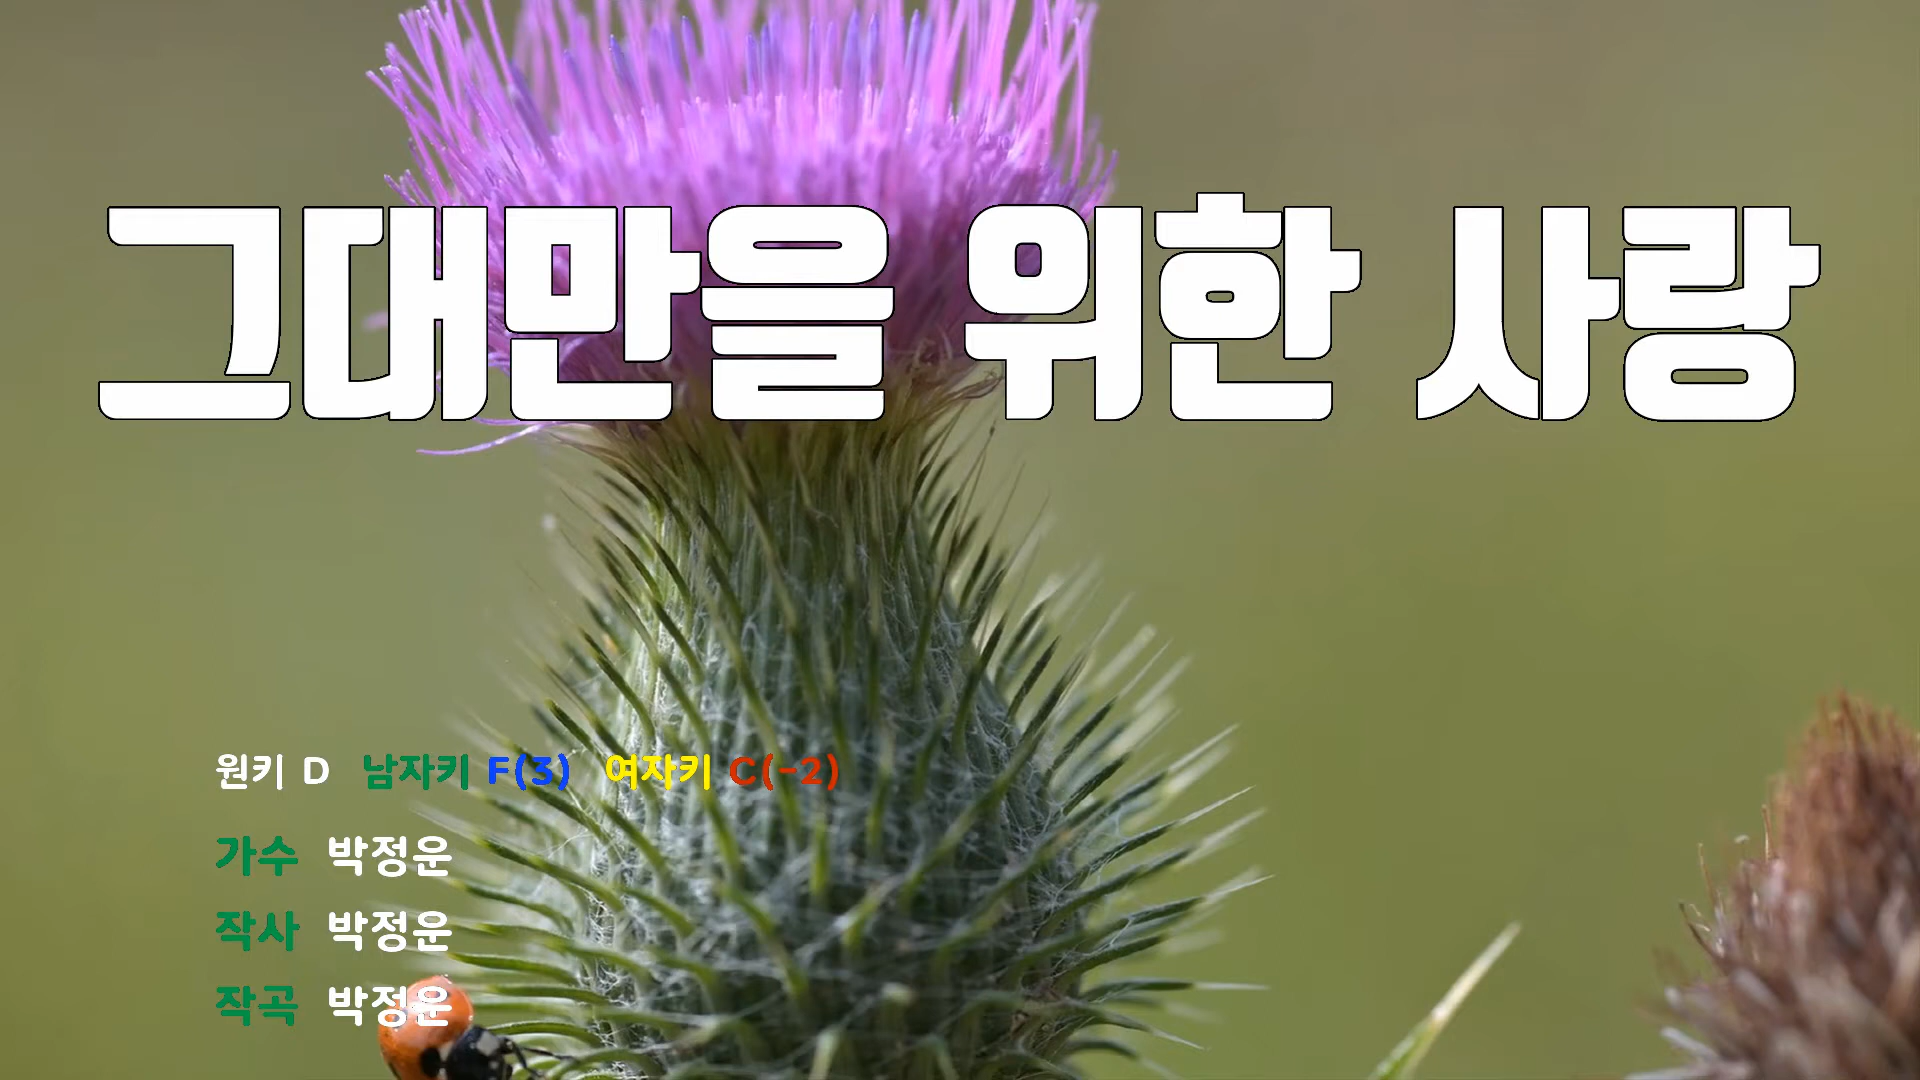 그대만을 위한 사랑
원키 D 남자키 F(3) 여자키 C(-2)
가수 박정운
작사 박정운
작곡 박정운